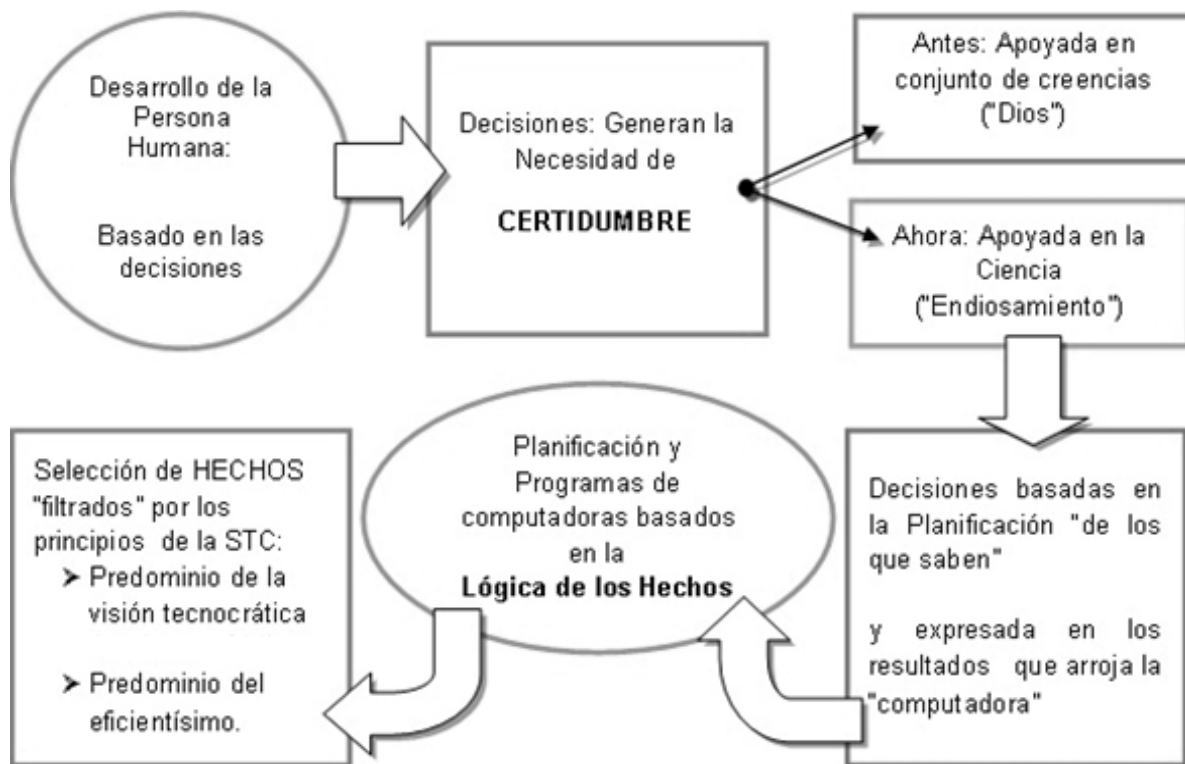 Desarrollo de la
Persona
Humana:
Basado en las
decisiones
Decisiones: Generan la
Necesidad de
CERTIDUMBRE
Antes: Apoyada en
conjunto de creencias
("Dios")
Ahora: Apoyada en la
Ciencia
("Endiosamiento")
Decisiones basadas en
la Planificación "de los
que saben"
y expresada en los
resultados que arroja la
"computadora"
Planificación y
Programas de
computadoras basados
en la
Lógica de los Hechos
Selección de HECHOS
"filtrados" por los
principios de la STC:
➤ Predominio de la
visión tecnocrática
➤ Predominio del
eficientísimo.